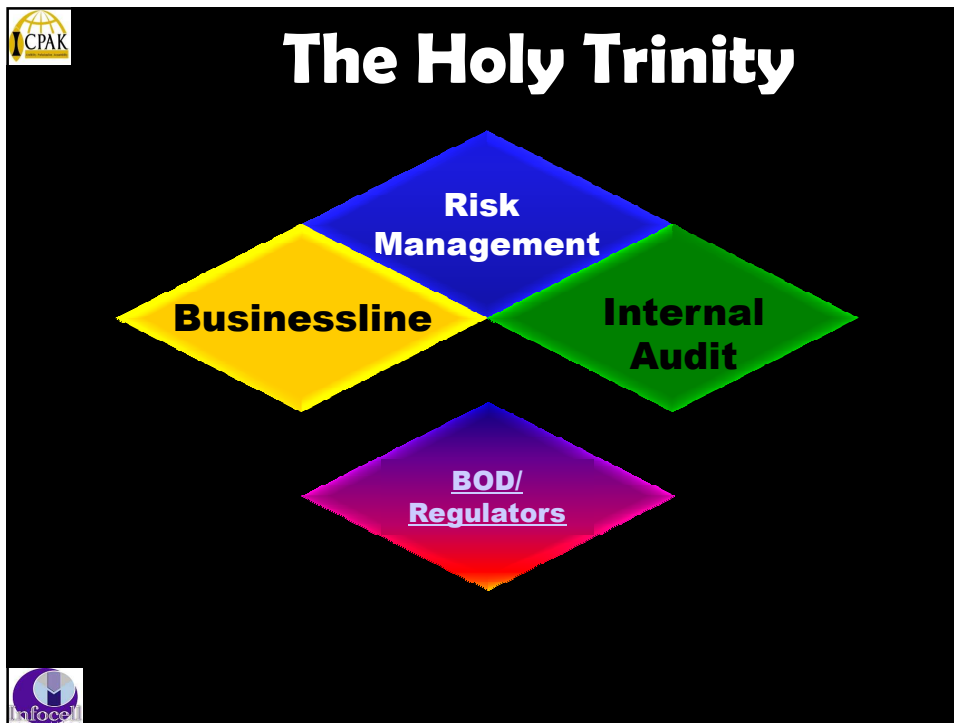 ICPAK
The Holy Trinity
Risk
Management
Businessline
Internal
Audit
BOD/
Regulators
Infocell